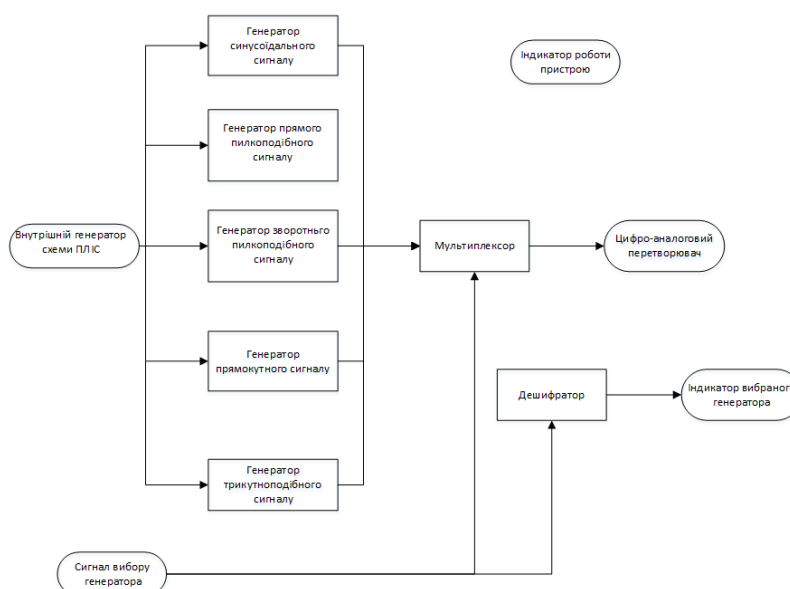 Генератор
синусоїдального
сигналу
Індикатор роботи
пристрою
Генератор прямого
пилкоподібного
сигналу
Внутрішній генератор
схеми ПЛІС
Генератор зворотньго
пилкоподібного
сигналу
Мультиплексор
Цифро-аналоговий
перетворювач
Генератор
прямокутного сигналу
Дешифратор
Індикатор вибраног
генератора
Генератор
трикутноподібного
сигналу
Сигнал вибору
генератора